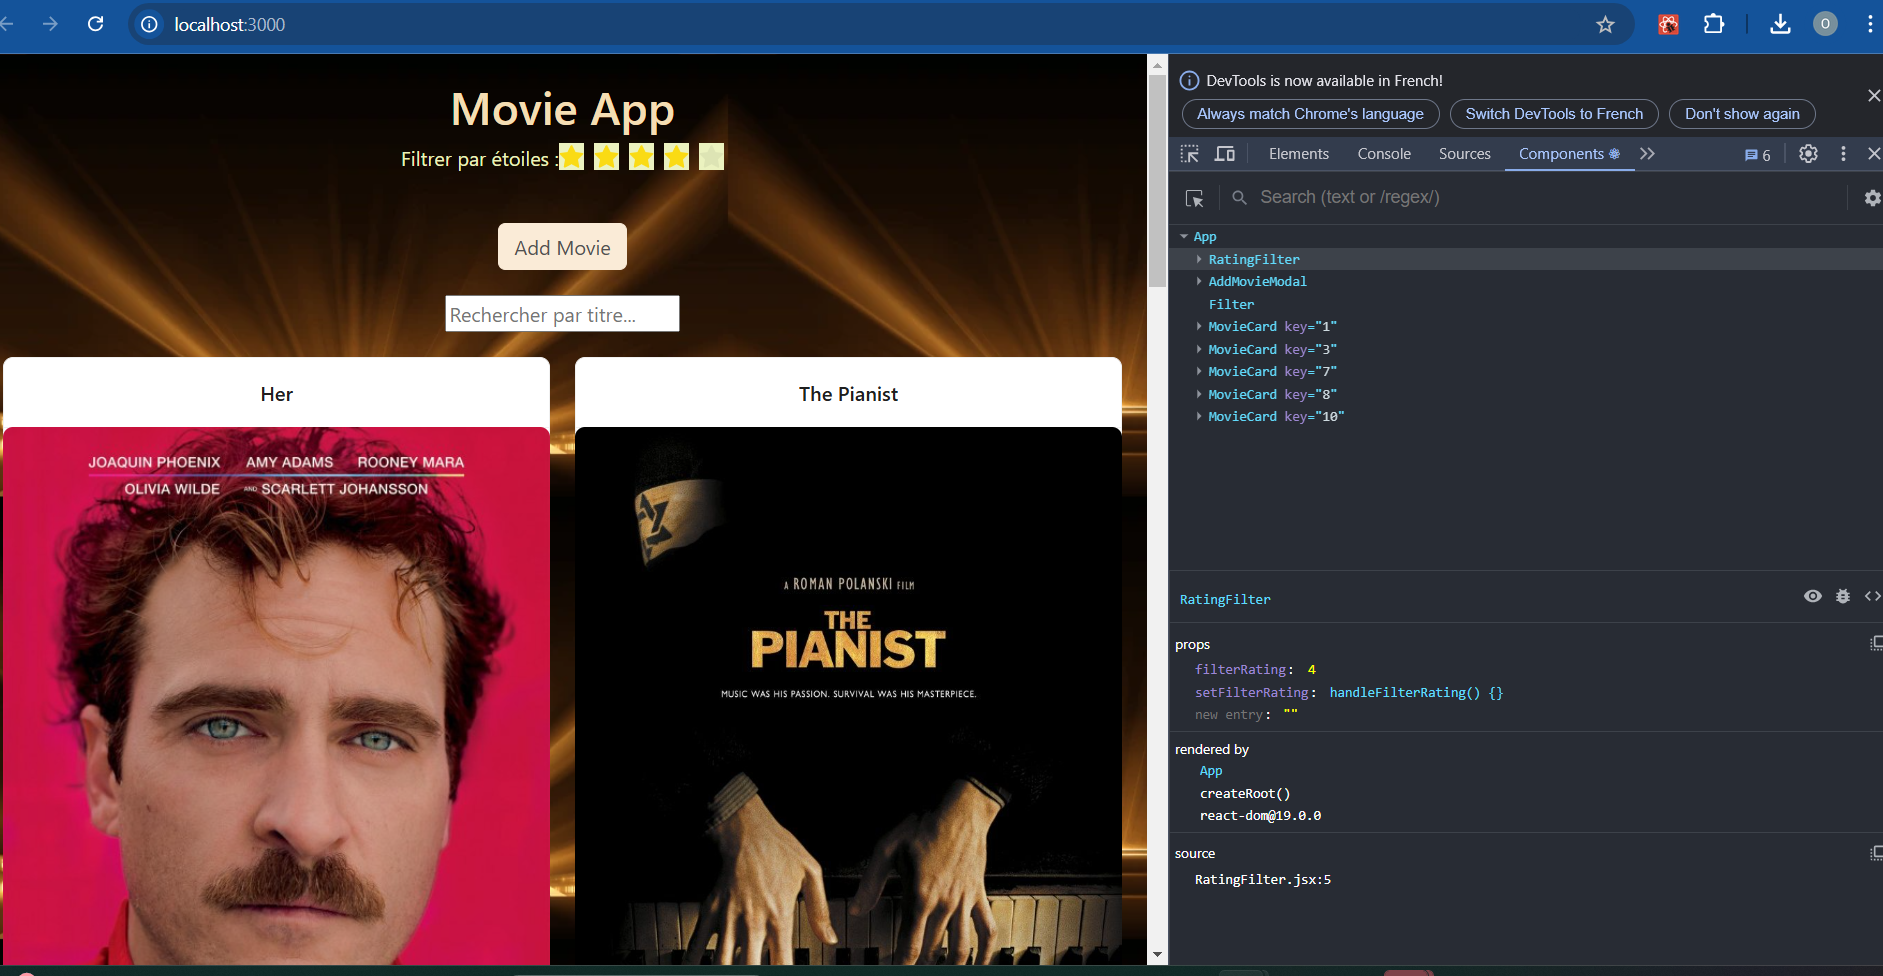 localhost:3000
O
Movie App
Filtrer par étoiles :
Add Movie
Rechercher par titre...
Her
JOAQUIN PHOENIX AMY ADAMS ROONEY MARA
OLIVIA WILDE AND SCARLETT JOHANSSON
The Pianist
A ROMAN POLANSKI FILM
THE
PIANIST
MUSIC WAS HIS PASSION. SURVIVAL WAS HIS MASTERPIECE.
DevTools is now available in French!
Always match Chrome's language Switch DevTools to French Don't show again
Elements Console Sources Components 6
Search (text or /regex/)
App
RatingFilter
AddMovieModal
Filter
MovieCard key="1"
MovieCard key="3"
MovieCard key="7"
MovieCard key="8"
MovieCard key="10"
RatingFilter
props
filterRating: 4
setFilterRating: handleFilterRating() {}
new entry: ""
rendered by
App
createRoot()
react-dom@19.0.0
source
RatingFilter.jsx:5